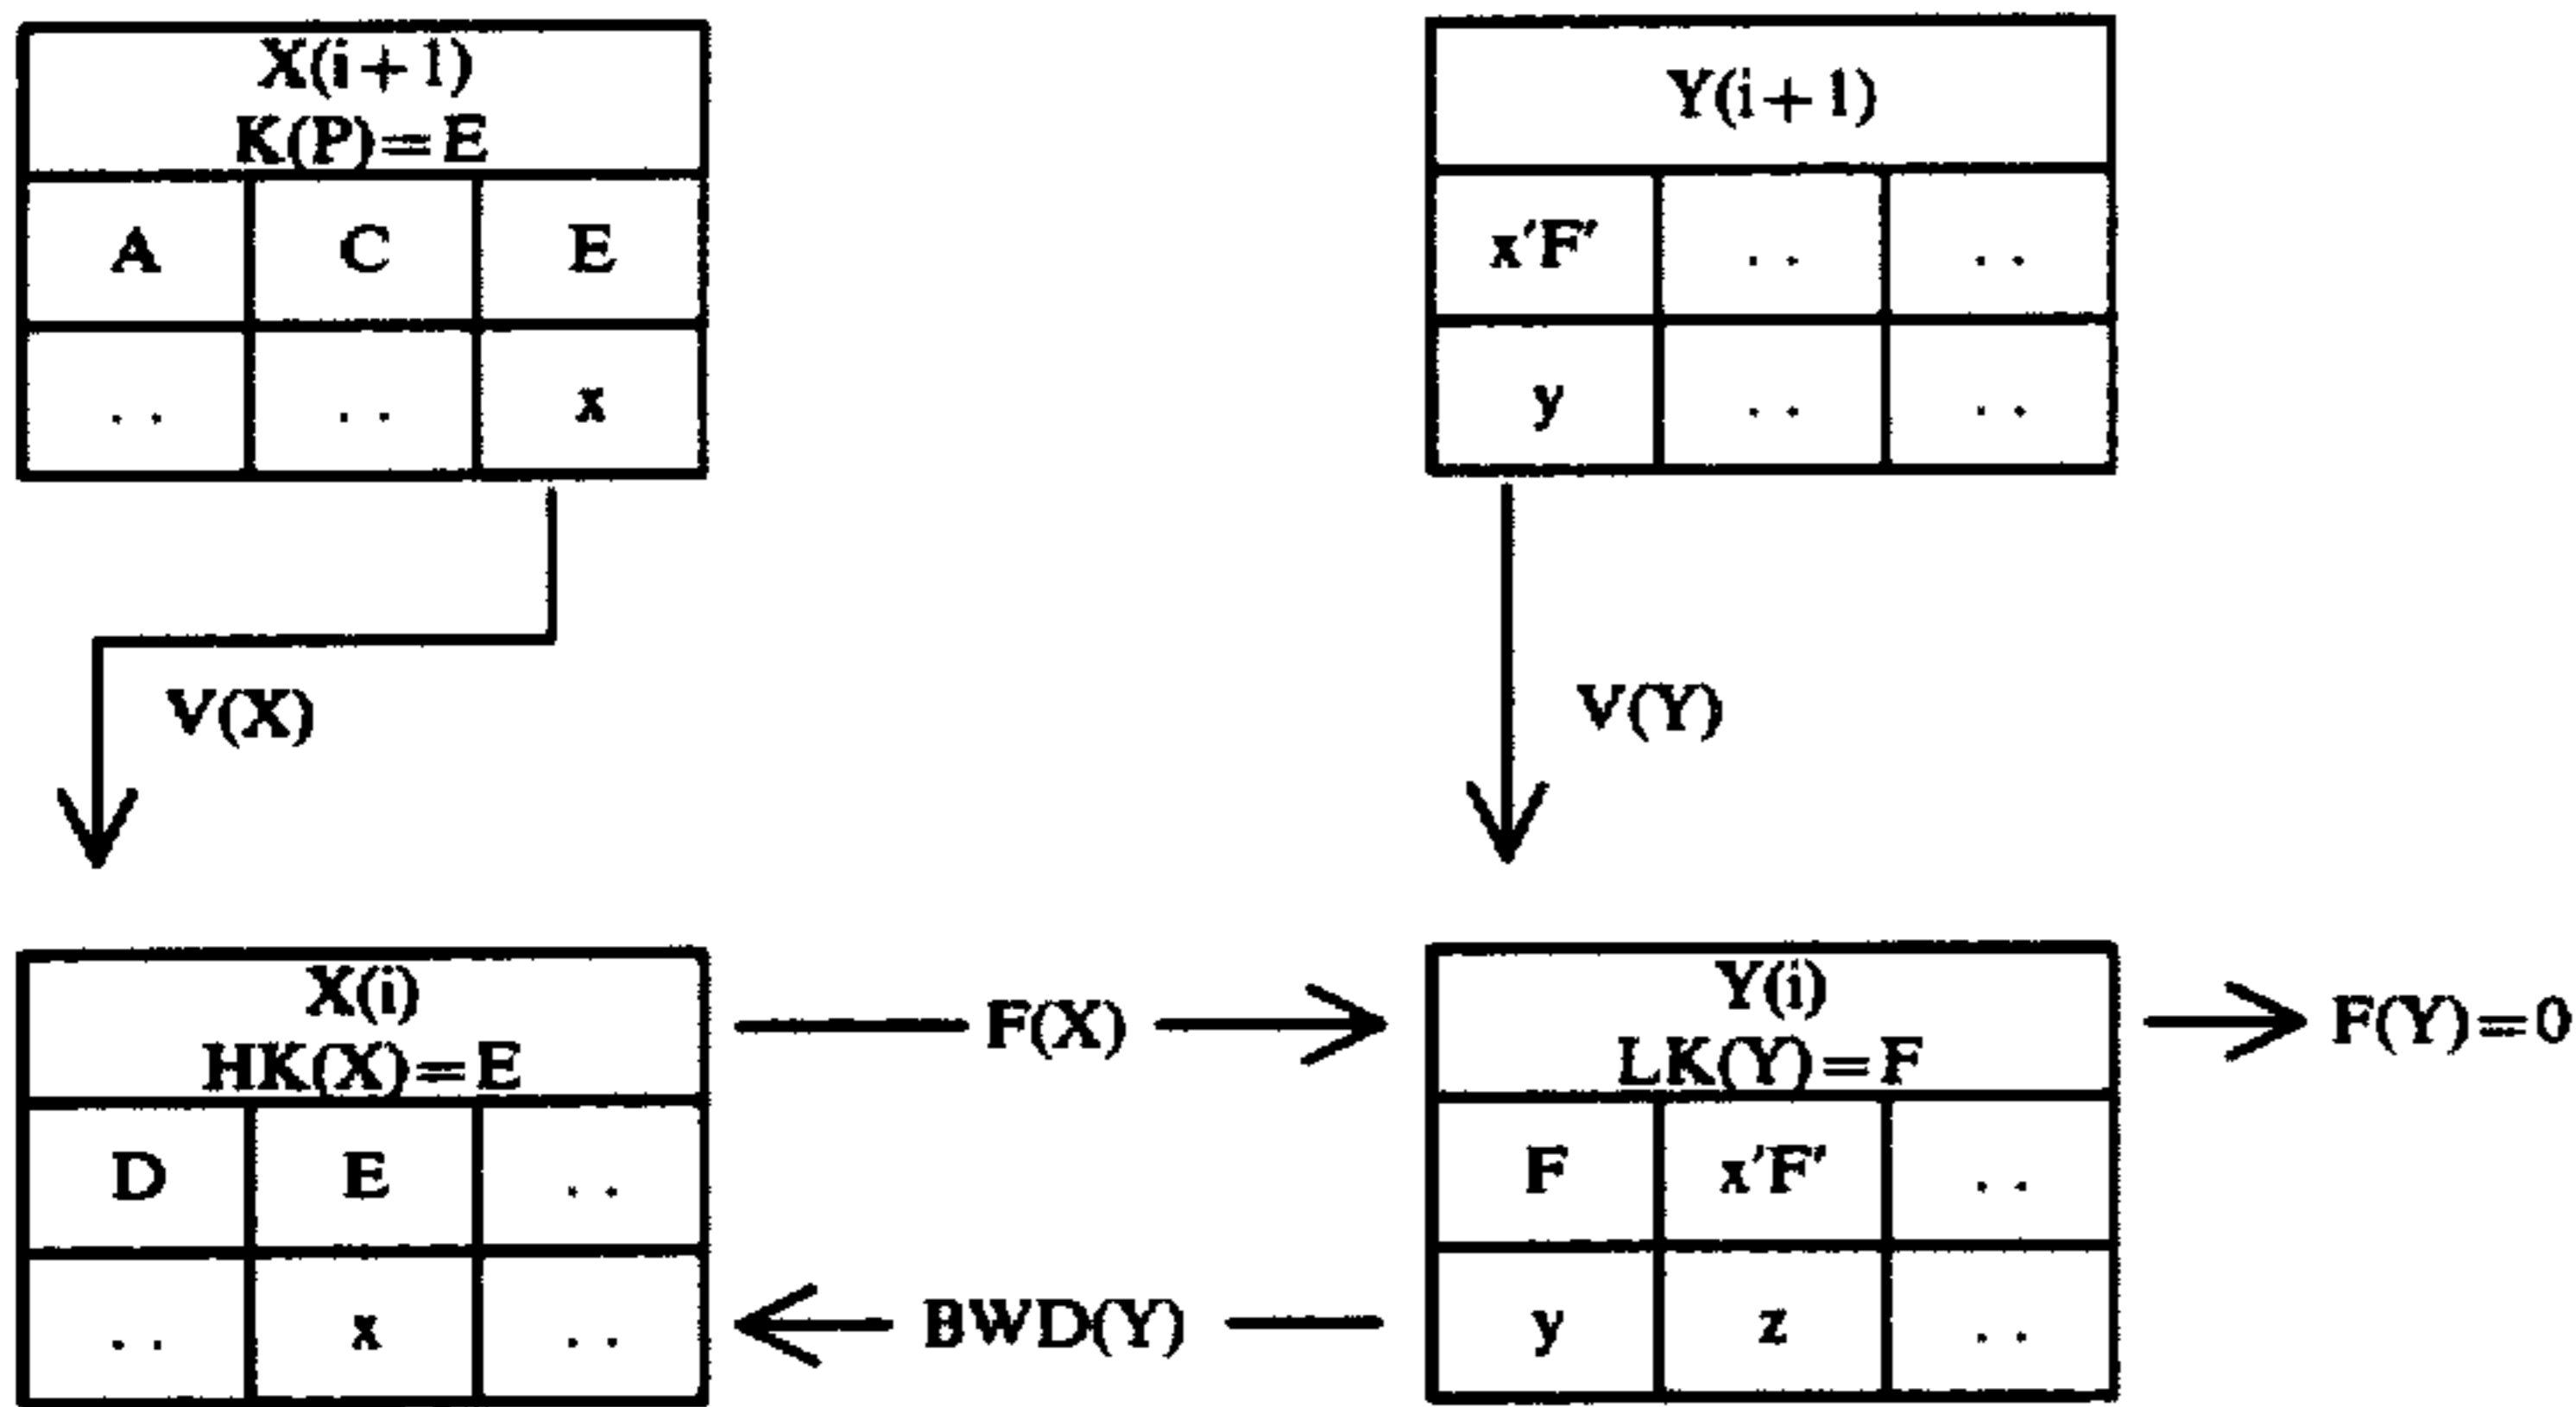 X(i+1)
K(P)=E
A C E
. . . . x
Y(i+1)
x'F' . . . .
y . . . .
V(X)
V(Y)
X(i)
HK(X)=E
D E . .
. . x . .
F(X)
BWD(Y)
Y(i)
LK(Y)=F
F x'F' . .
y z . .
F(Y)=0